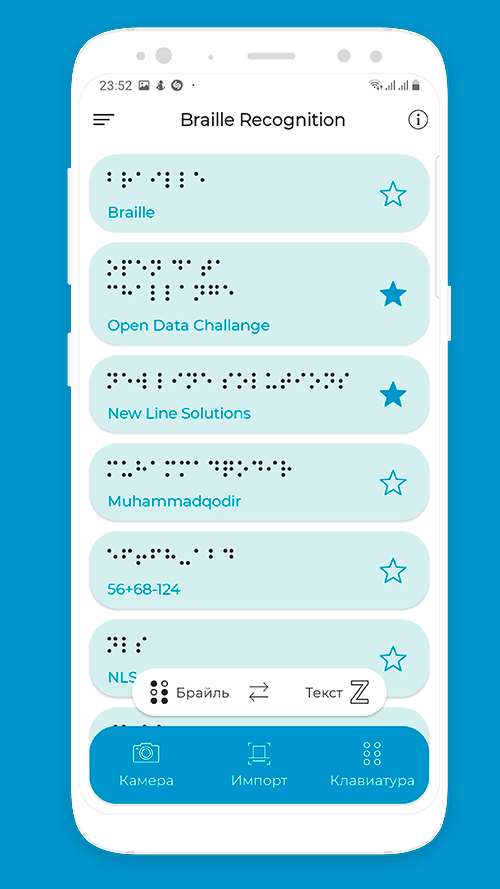 23:52
Braille Recognition
Braille
Open Data Challange
New Line Solutions
Muhammadqodir
56+68-124
NLS
Брайль
Текст
Камера
Импорт
Клавиатура